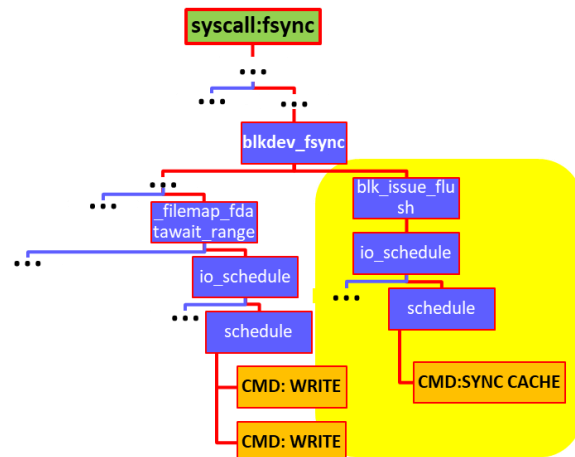 syscall:fsync
...
... ...
blkdev_fsync
...
...
_filemap_fda
tawait_range
blk_issue_flu
sh
...
io_schedule
io_schedule
...
...
schedule
schedule
CMD: WRITE
CMD:SYNC CACHE
CMD: WRITE